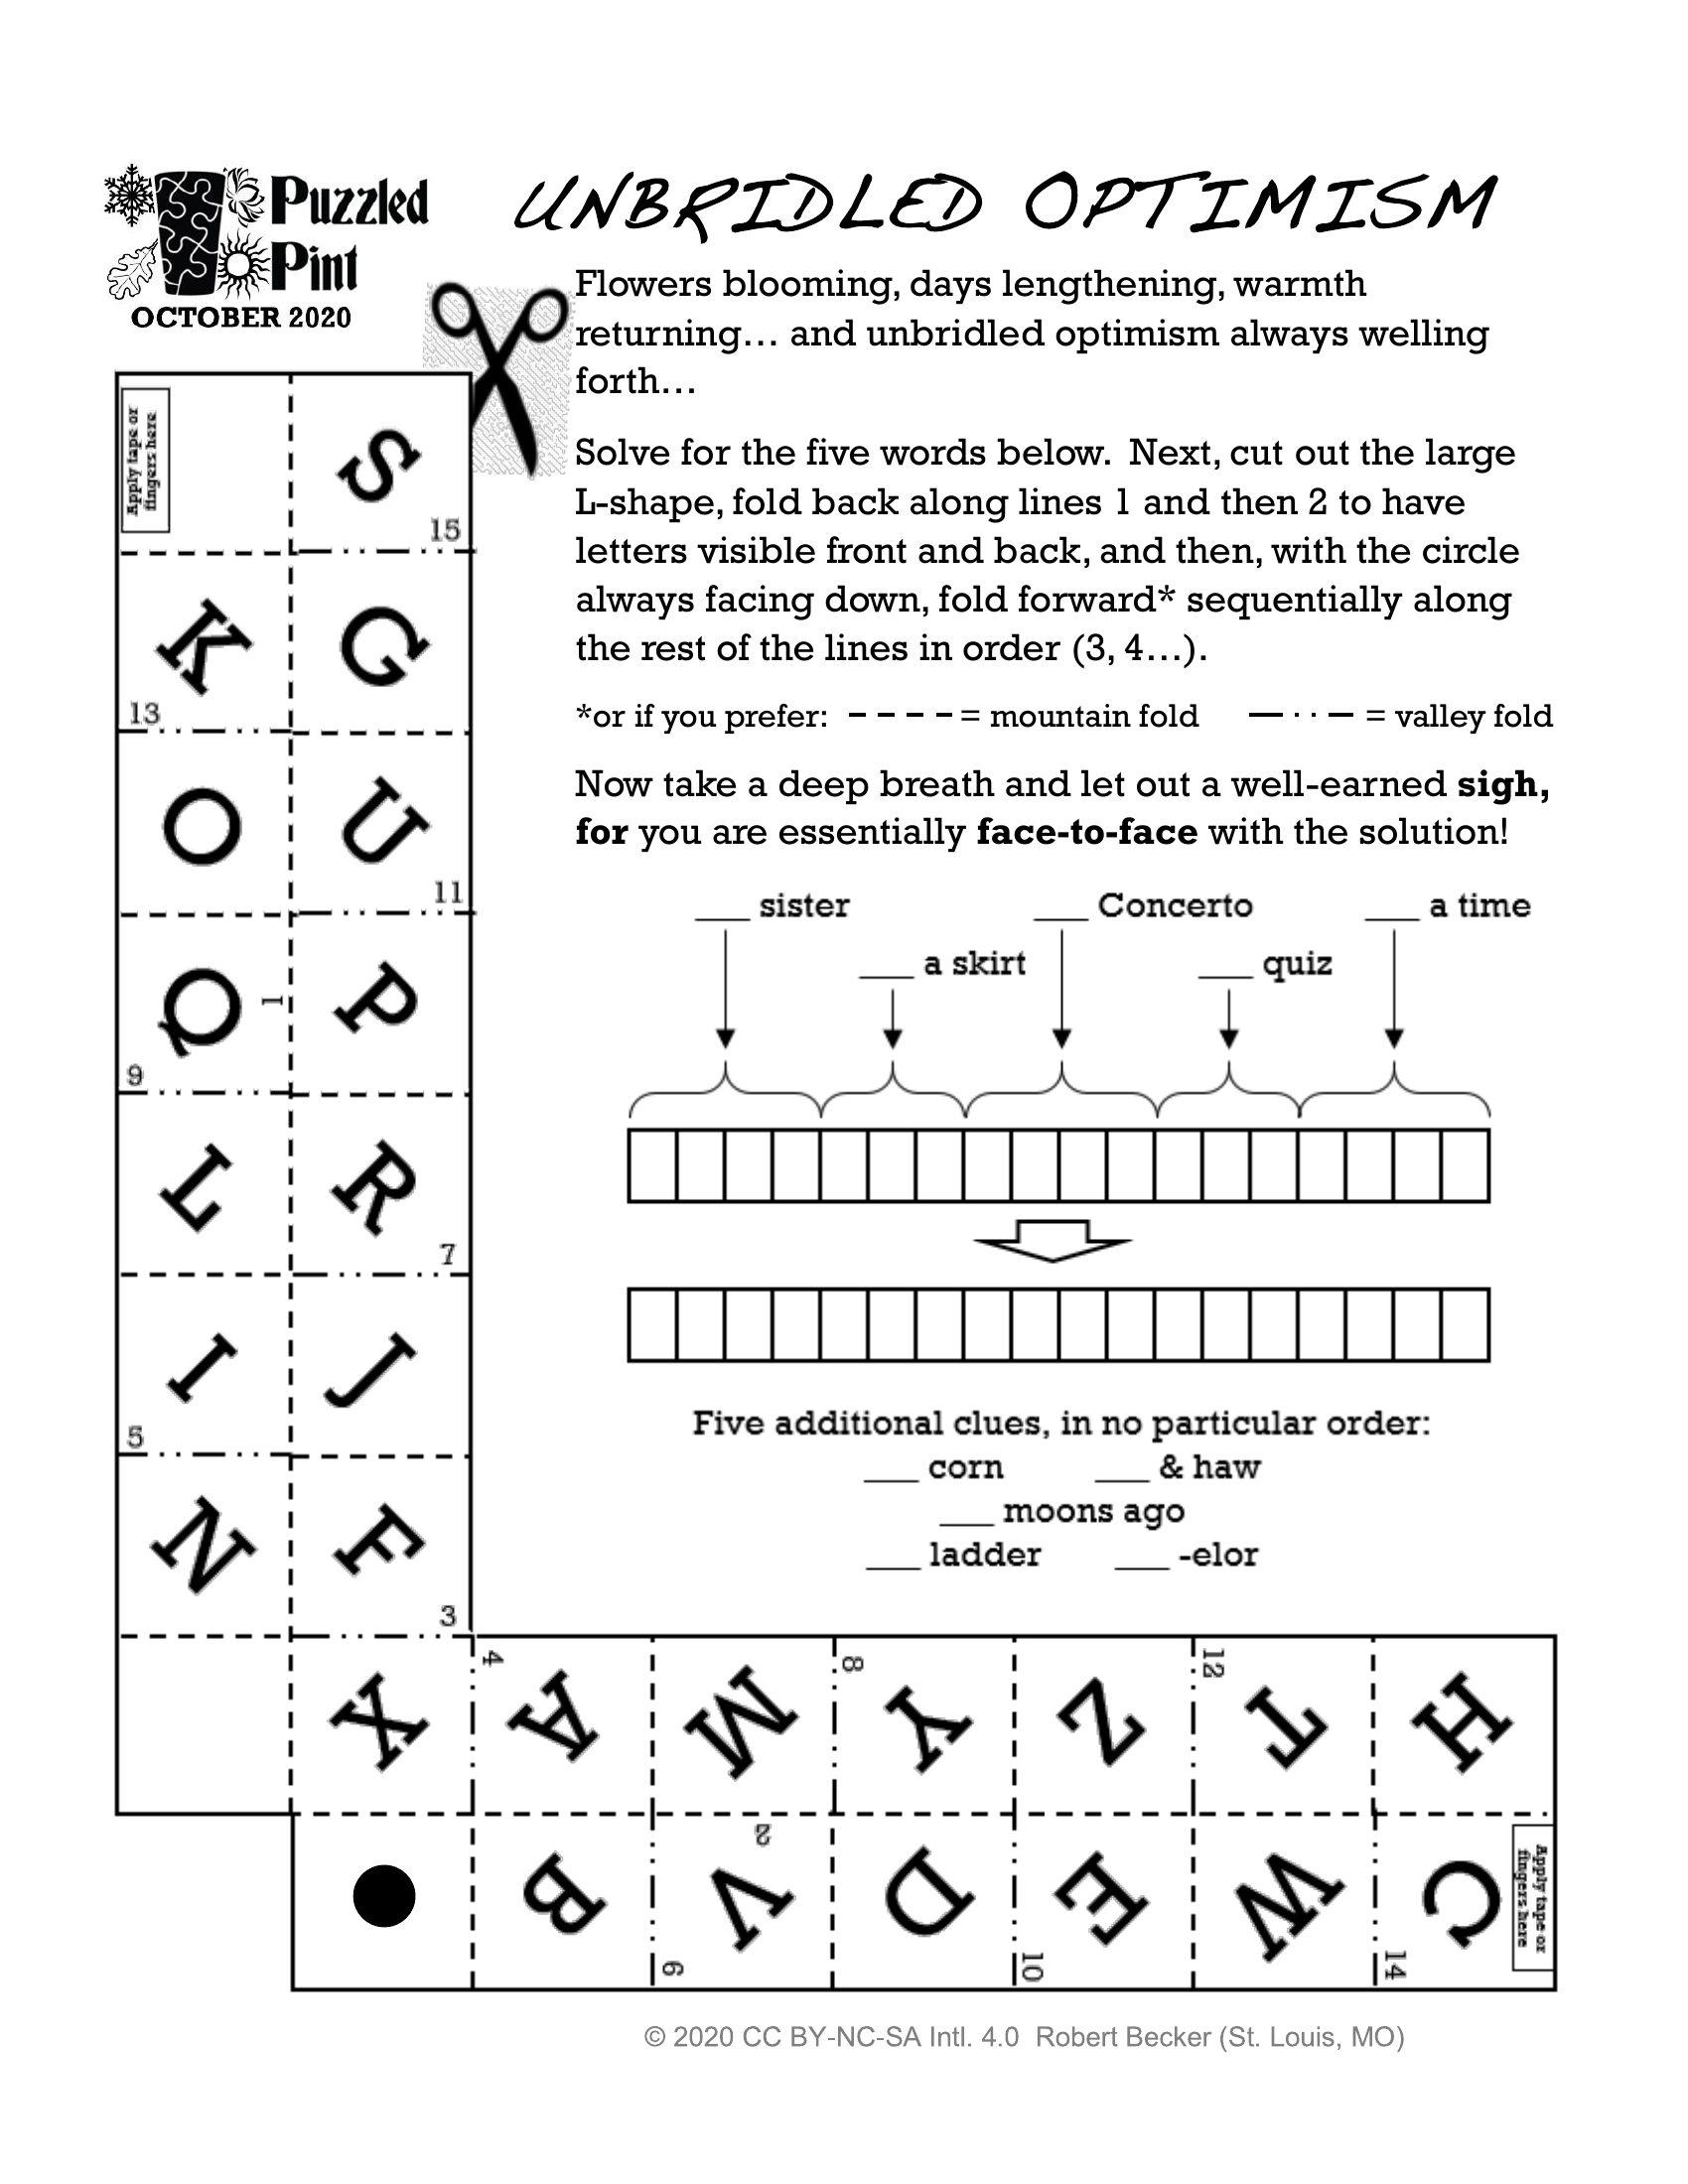 Puzzled
Pint
OCTOBER 2020
UNBRIDLED OPTIMISM
Flowers blooming, days lengthening, warmth
returning… and unbridled optimism always welling
forth…
Solve for the five words below. Next, cut out the large
L-shape, fold back along lines 1 and then 2 to have
letters visible front and back, and then, with the circle
always facing down, fold forward* sequentially along
the rest of the lines in order (3, 4…).
*or if you prefer: = mountain fold = valley fold
Now take a deep breath and let out a well-earned sigh,
for you are essentially face-to-face with the solution!
___ sister ___ Concerto ___ a time
___ a skirt ___ quiz
Five additional clues, in no particular order:
___ corn ___ & haw
___ moons ago
___ ladder ___ -elor
Apply tape or
fingers here
S
15
K G
13
O U
11
Q 1 P
9
L R
7
I J
5
N F
3
X 4 A M 8 Y Z 12 T H
B 2 V D E W C
6 10 14
Apply tape or
fingers here
© 2020 CC BY-NC-SA Intl. 4.0 Robert Becker (St. Louis, MO)